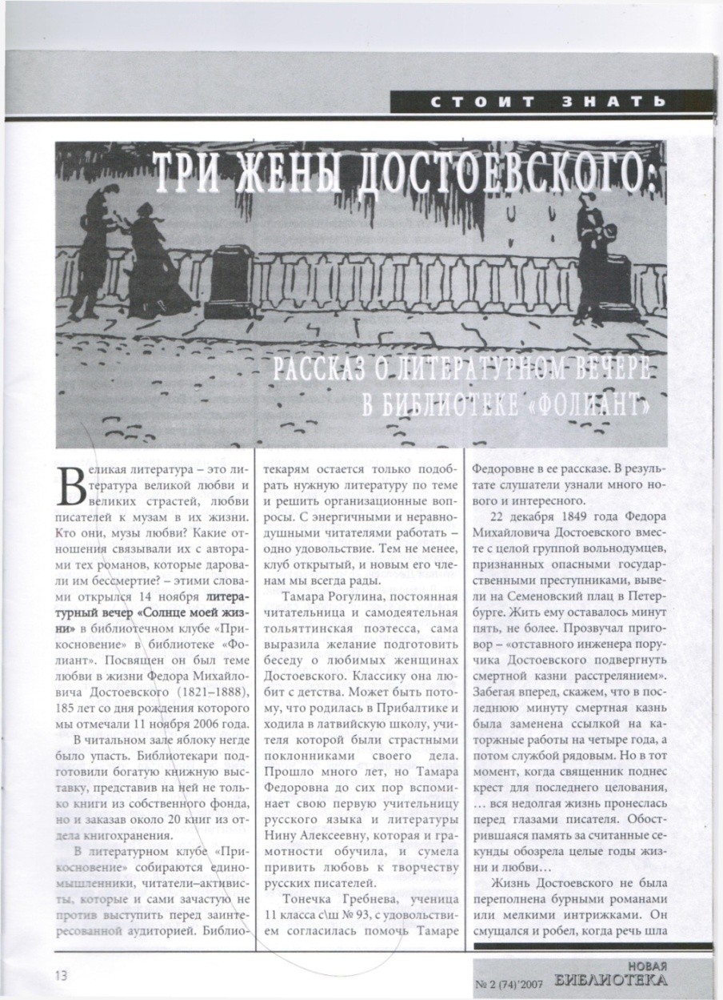 СТОИТ ЗНАТЬ
ТРИ ЖЕНЫ ДОСТОЕВСКОГО:
РАССКАЗ О ЛИТЕРАТУРНОМ ВЕЧЕРЕ
В БИБЛИОТЕКЕ «ФОЛИАНТ»
Великая литература – это ли-
тература великой любви и
великих страстей, любви
писателей к музам в их жизни.
Кто они, музы любви? Какие от-
ношения связывали их с автора-
ми тех романов, которые дарова-
ли им бессмертие? – этими слова-
ми открылся 14 ноября литера-
турный вечер «Солнце моей жиз-
ни» в библиотечном клубе «При-
косновение» в библиотеке «Фо-
лиант». Посвящен он был теме
любви в жизни Федора Михайло-
вича Достоевского (1821–1888),
185 лет со дня рождения которого
мы отмечали 11 ноября 2006 года.
В читальном зале яблоку негде
было упасть. Библиотекари под-
готовили богатую книжную выс-
тавку, представив на ней не толь-
ко книги из собственного фонда,
но и заказав около 20 книг из от-
дела книгохранения.
В литературном клубе «При-
косновение» собираются едино-
мышленники, читатели–активис-
ты, которые и сами зачастую не
против выступить перед заинте-
ресованной аудиторией. Библио-
текарям остается только подоб-
рать нужную литературу по теме
и решить организационные воп-
росы. С энергичными и неравно-
душными читателями работать –
одно удовольствие. Тем не менее,
клуб открытый, и новым его чле-
нам мы всегда рады.
Тамара Рогулина, постоянная
читательница и самодеятельная
тольяттинская поэтесса, сама
выразила желание подготовить
беседу о любимых женщинах
Достоевского. Классику она лю-
бит с детства. Может быть пото-
му, что родилась в Прибалтике и
ходила в латвийскую школу, учи-
теля которой были страстными
поклонниками своего дела.
Прошло много лет, но Тамара
Федоровна до сих пор вспоми-
нает свою первую учительницу
русского языка и литературы
Нину Алексеевну, которая и гра-
мотности обучила, и сумела
привить любовь к творчеству
русских писателей.
Тонечка Гребнева, ученица
11 класса с\ш № 93, с удовольстви-
ем согласилась помочь Тамаре
Федоровне в ее рассказе. В резуль-
тате слушатели узнали много но-
вого и интересного.
22 декабря 1849 года Федора
Михайловича Достоевского вмес-
те с целой группой вольнодумцев,
признанных опасными государ-
ственными преступниками, выве-
ли на Семеновский плац в Петер-
бурге. Жить ему оставалось минут
пять, не более. Прозвучал приго-
вор – «отставного инженера пору-
чика Достоевского подвергнуть
смертной казни расстрелянием».
Забегая вперед, скажем, что в пос-
леднюю минуту смертная казнь
была заменена ссылкой на ка-
торжные работы на четыре года, а
потом службой рядовым. Но в тот
момент, когда священник поднес
крест для последнего целования,
… вся недолгая жизнь пронеслась
перед глазами писателя. Обост-
рившаяся память за считанные се-
кунды обозрела целые годы жиз-
ни и любви…
Жизнь Достоевского не была
переполнена бурными романами
или мелкими интрижками. Он
смущался и робел, когда речь шла
13
№ 2 (74)'2007
НОВАЯ
БИБЛИОТЕКА